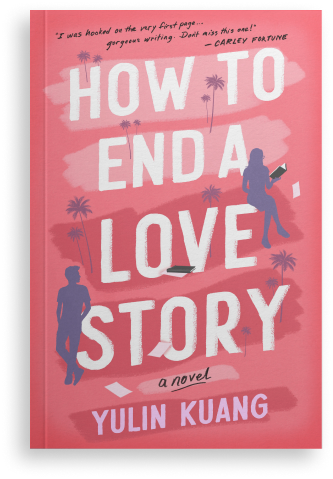 "I was hooked on the very first page...
gorgeous writing. Don't miss this one!"
— CARLEY FORTUNE
HOW TO
END A
LOVE
STORY
a novel
YULIN KUANG